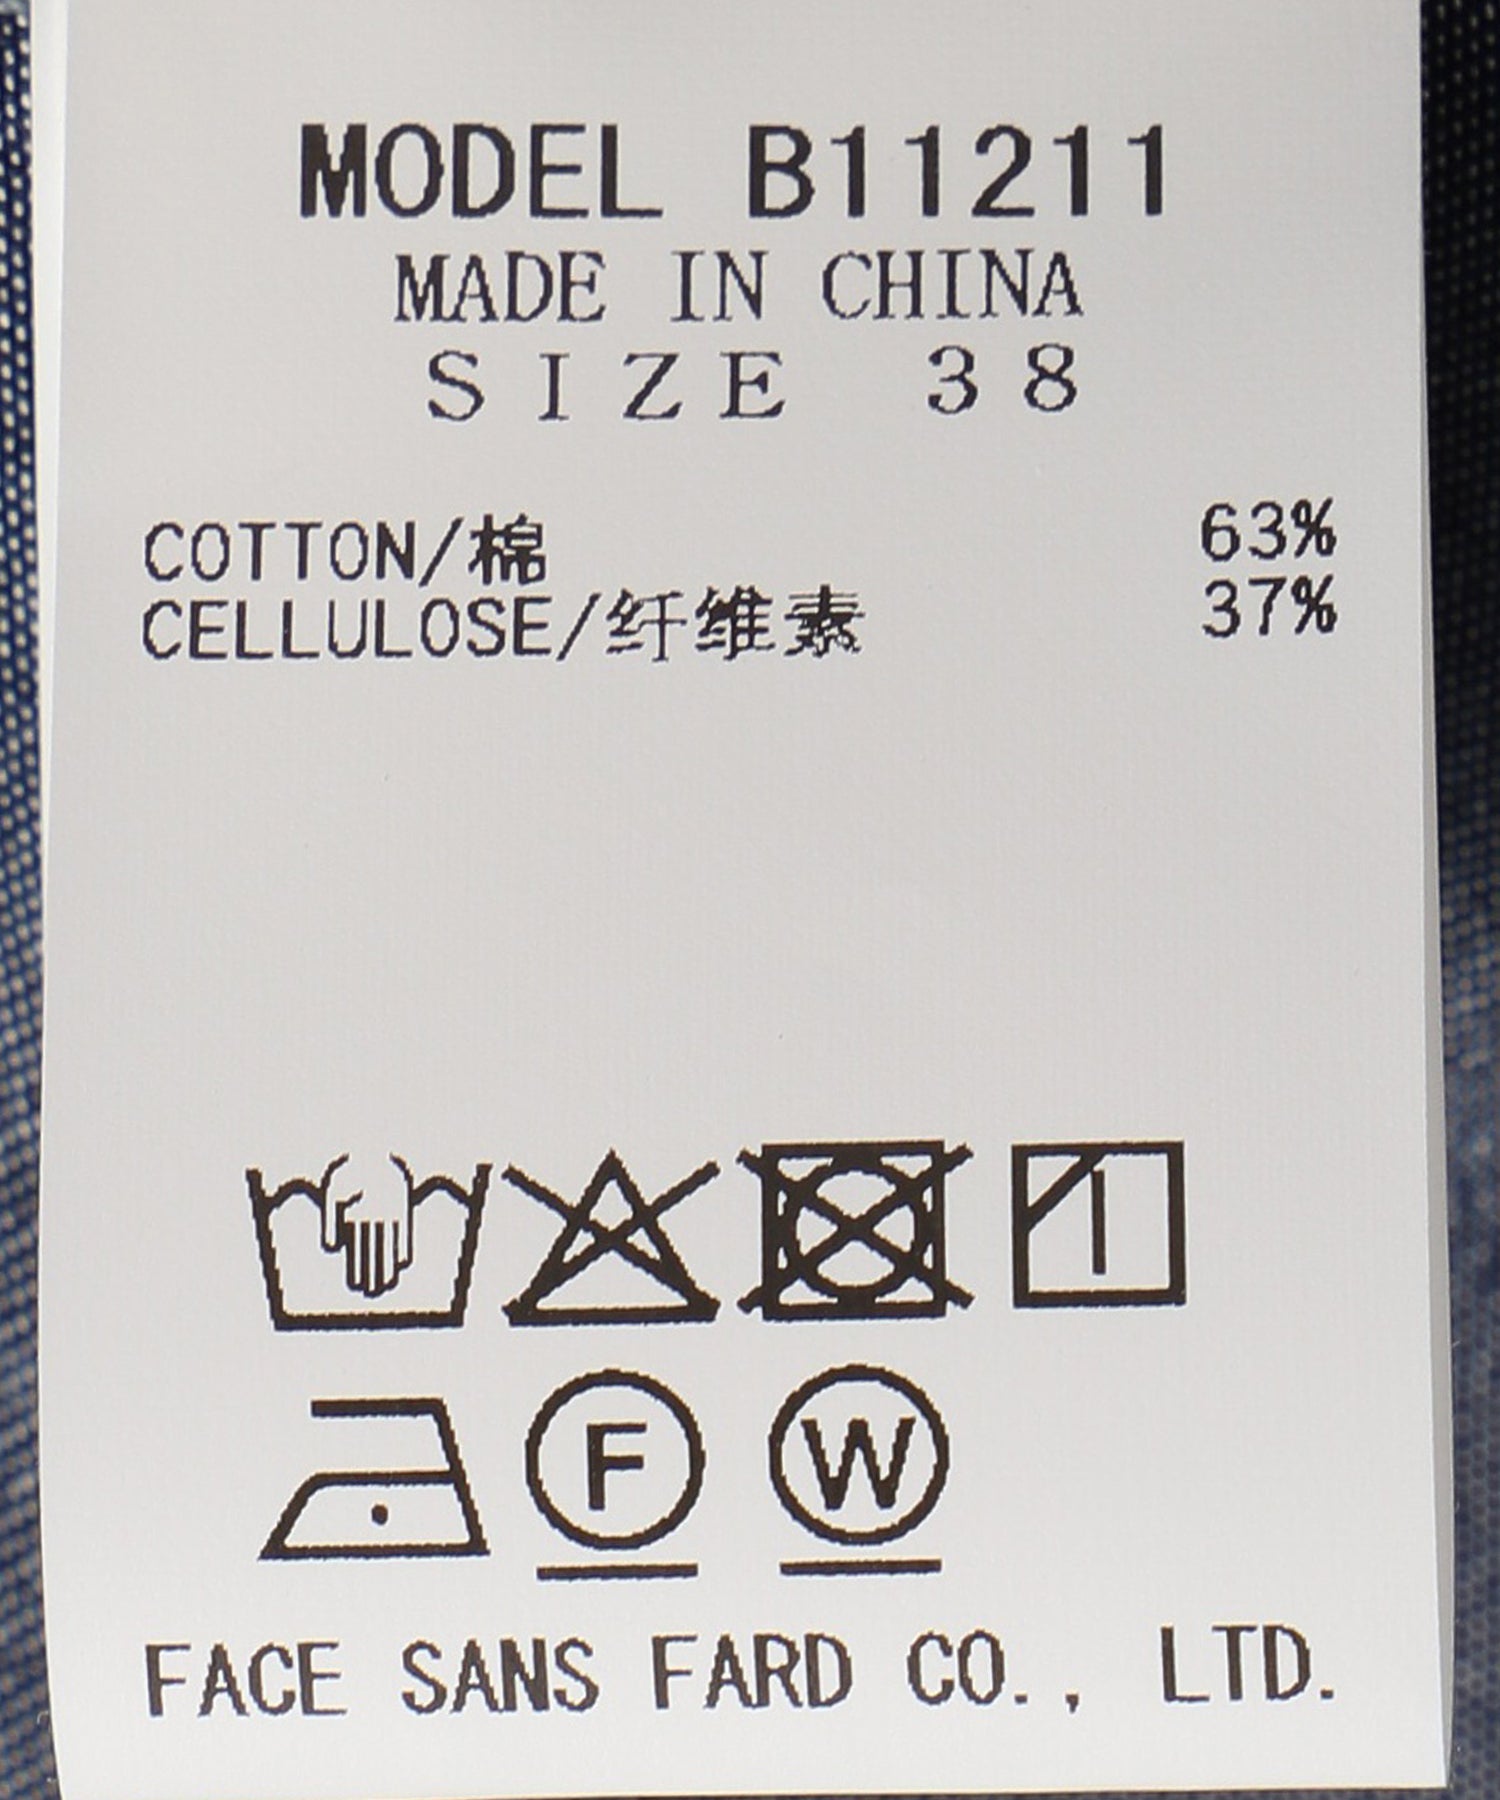 MODEL B11211
MADE IN CHINA
SIZE 38
COTTON/棉 63%
CELLULOSE/纤维素 37%
F W
FACE SANS FARD CO., LTD.